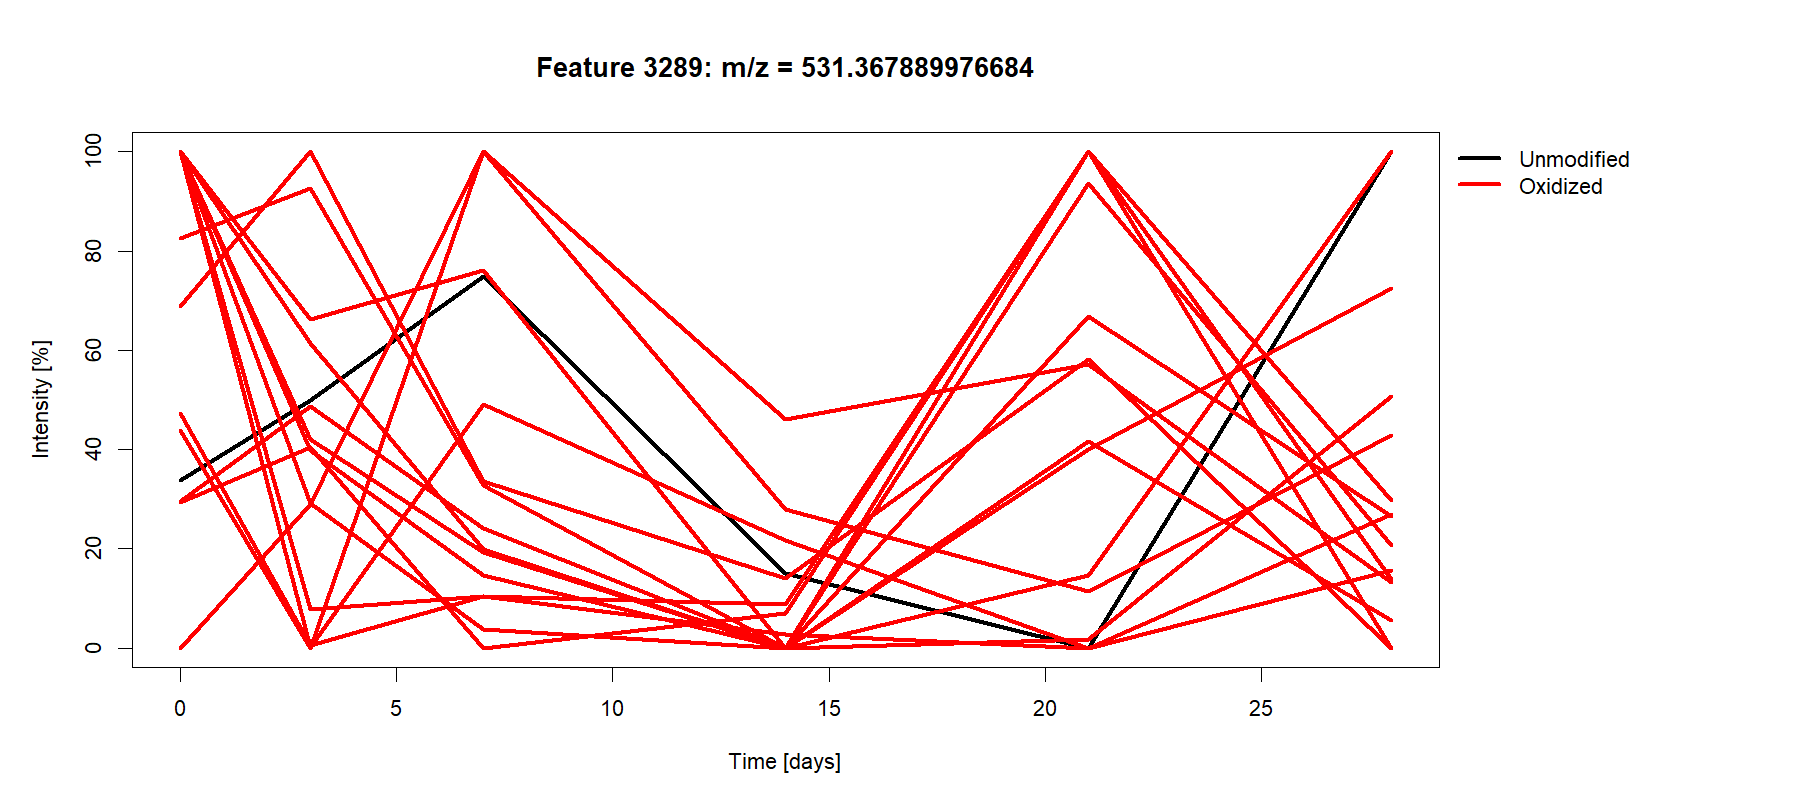 Feature 3289: m/z = 531.367889976684
Unmodified
Oxidized
Intensity [%]
100
80
60
40
20
0
0 5 10 15 20 25
Time [days]